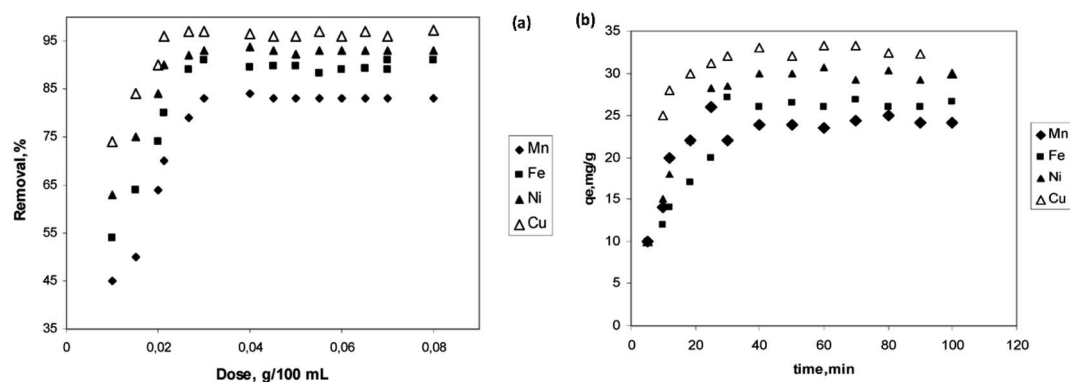 (a)
95
85
75
65
55
45
35
Removal,%
0
0,02
0,04
0,06
0,08
Dose, g/100 mL
Mn
Fe
Ni
Cu
(b)
35
30
25
20
15
10
5
0
qe,mg/g
0
20
40
60
80
100
120
time,min
Mn
Fe
Ni
Cu